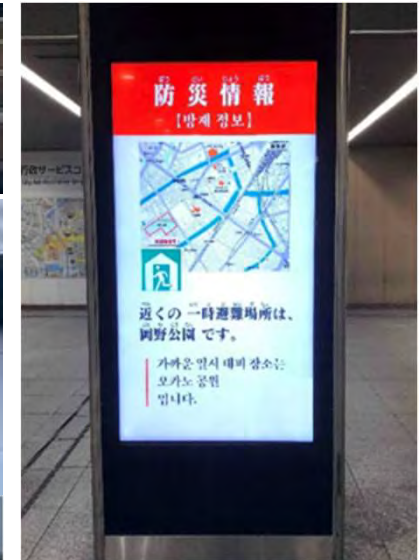 防災情報
[방재 정보]
近くの 一時避難場所は、
岡野公園 です。
가까운 일시 대피 장소는
오카노 공원
입니다.